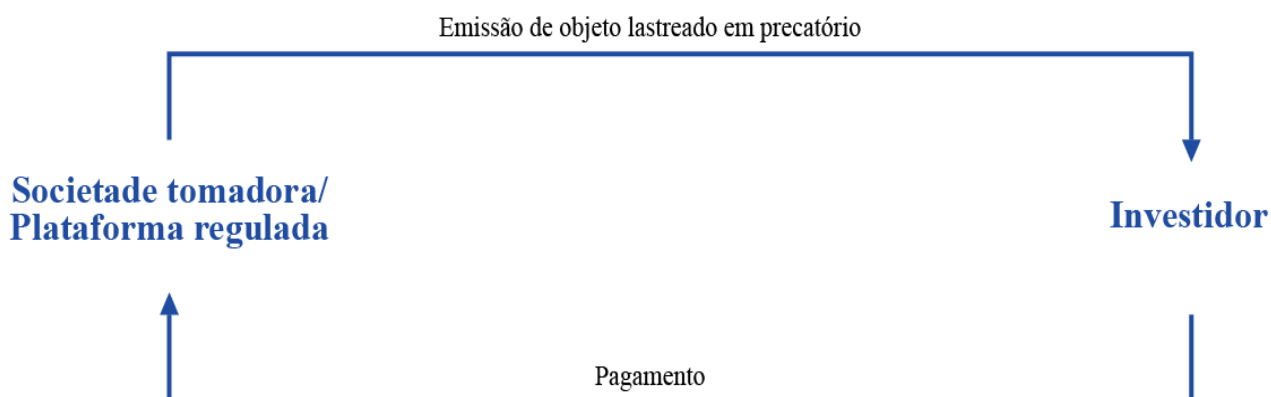 Emissão de objeto lastreado em precatório
Societade tomadora/
Plataforma regulada
Investidor
Pagamento